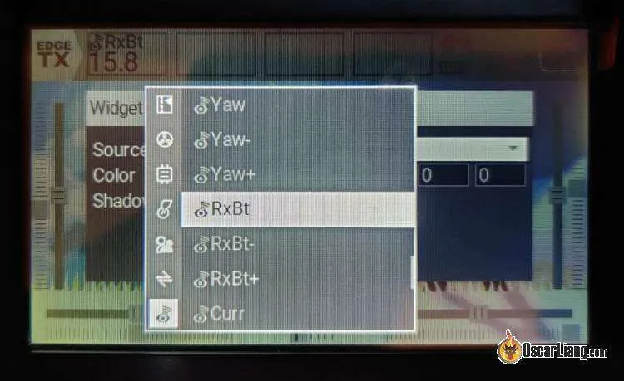 EDGE
TX
RxBt
15.8
Widget
Source
Color
Shado
0
0
Yaw
Yaw-
Yaw+
RxBt
RxBt-
RxBt+
Curr
OscarLiang.com